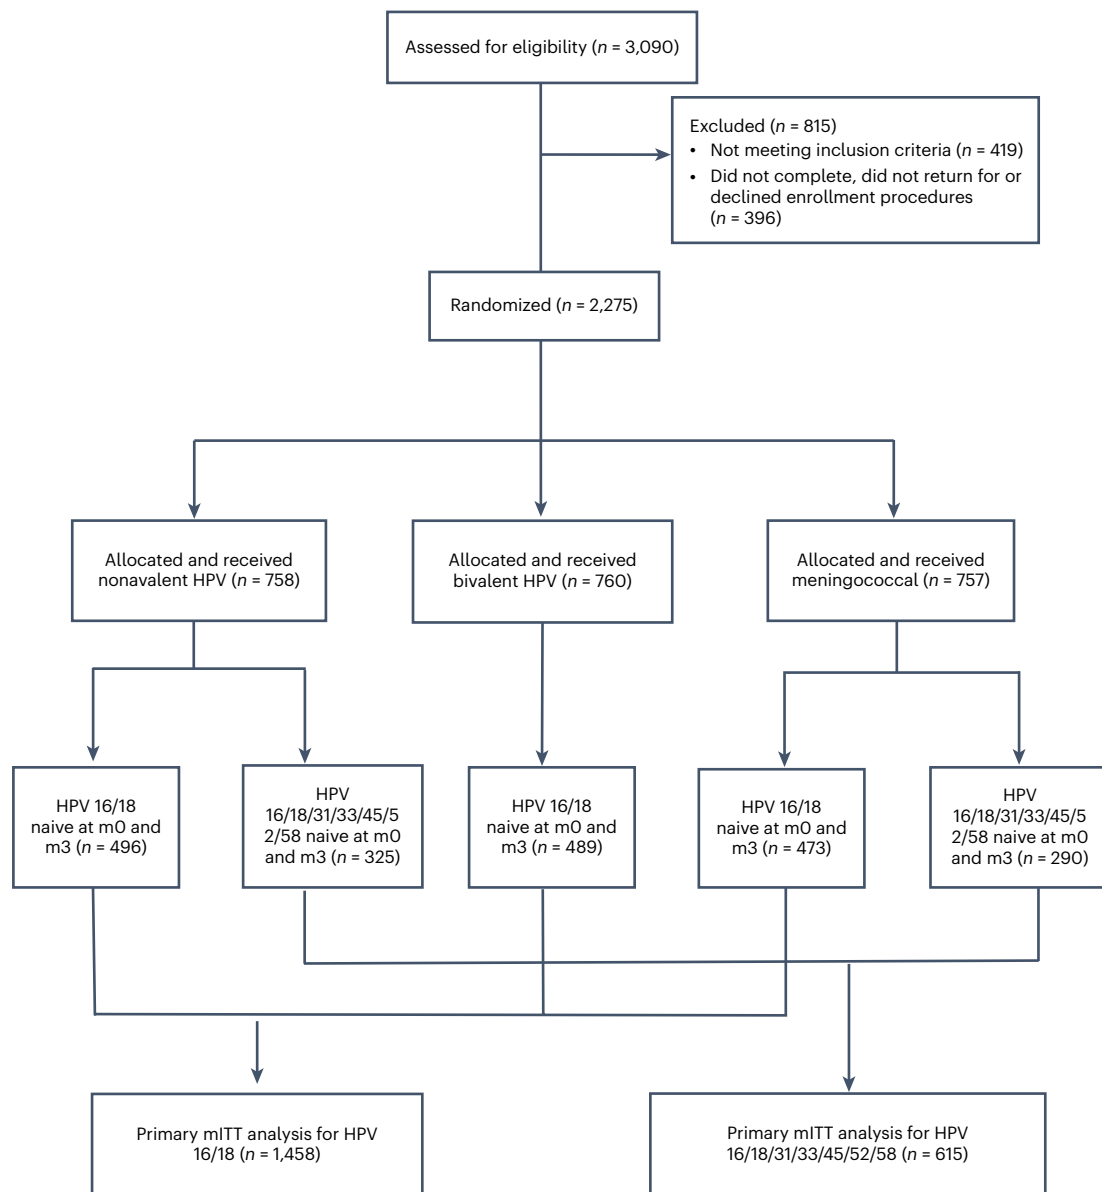 Assessed for eligibility (n = 3,090)
Excluded (n = 815)
• Not meeting inclusion criteria (n = 419)
• Did not complete, did not return for or
declined enrollment procedures
(n = 396)
Randomized (n = 2,275)
Allocated and received
nonavalent HPV (n = 758)
Allocated and received
bivalent HPV (n = 760)
Allocated and received
meningococcal (n = 757)
HPV 16/18
naive at m0 and
m3 (n = 496)
HPV
16/18/31/33/45/5
2/58 naive at m0
and m3 (n = 325)
HPV 16/18
naive at m0 and
m3 (n = 489)
HPV 16/18
naive at m0 and
m3 (n = 473)
HPV
16/18/31/33/45/5
2/58 naive at m0
and m3 (n = 290)
Primary mITT analysis for HPV
16/18 (n = 1,458)
Primary mITT analysis for HPV
16/18/31/33/45/52/58 (n = 615)